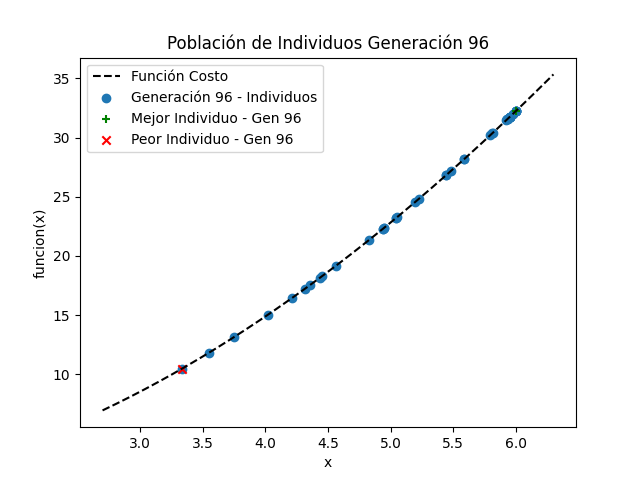 Población de Individuos Generación 96
Función Costo
Generación 96 - Individuos
Mejor Individuo - Gen 96
Peor Individuo - Gen 96
35
30
25
20
15
10
funcion(x)
3.0 3.5 4.0 4.5 5.0 5.5 6.0
x